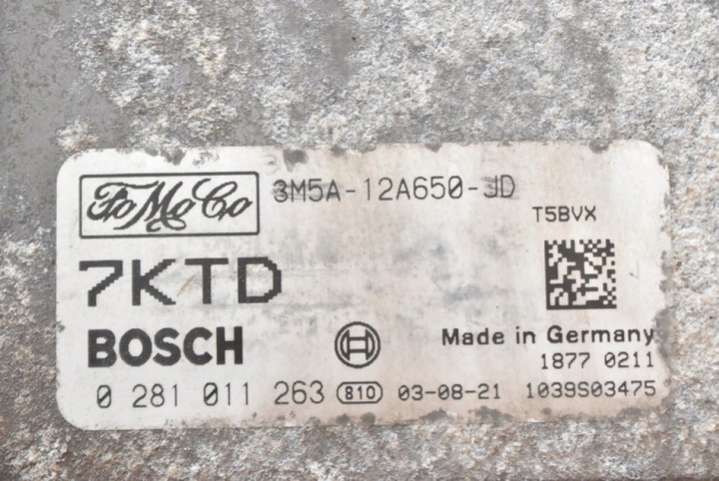 FoMoCo 3M5A-12A650-JD
T5BVX
7KTD
BOSCH Made in Germany
1877 0211
0 281 011 263 810 03-08-21 1039S03475